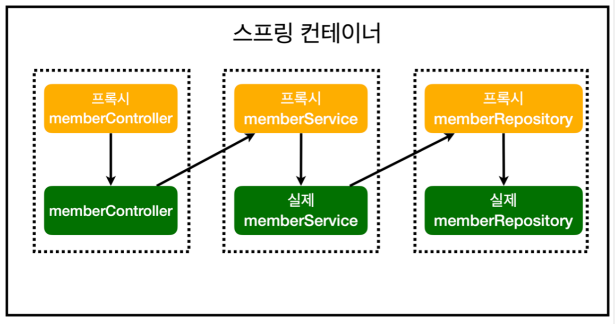 스프링 컨테이너
프록시
memberController
프록시
memberService
프록시
memberRepository
memberController
실제
memberService
실제
memberRepository